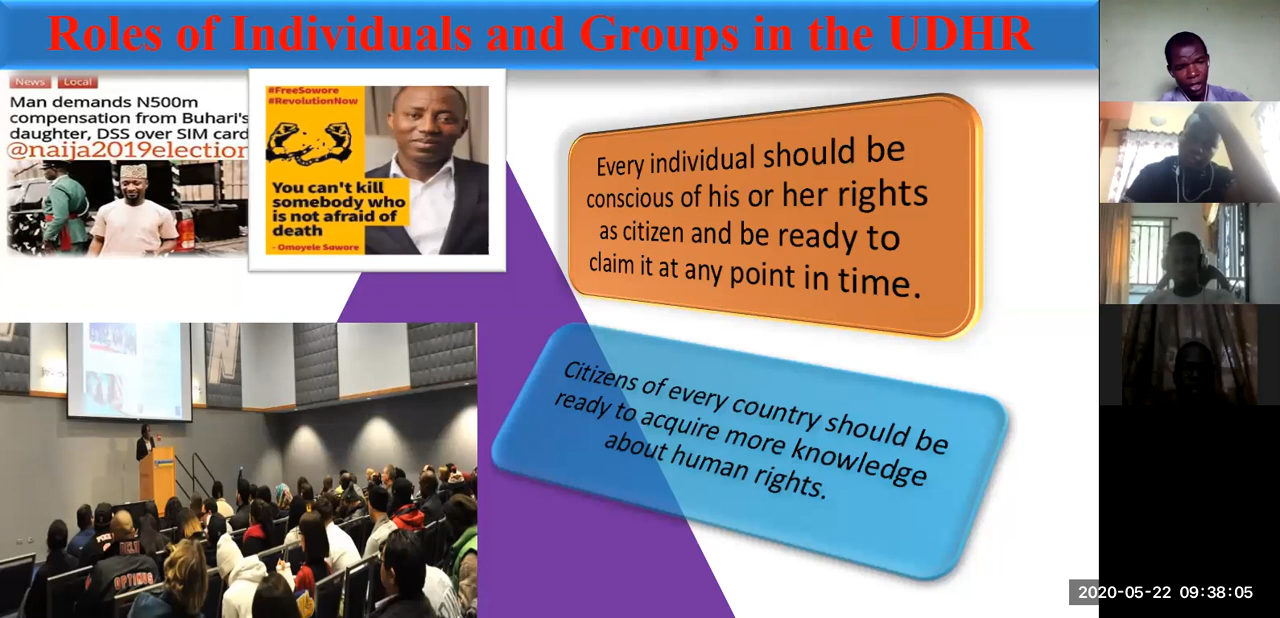 Roles of Individuals and Groups in the UDHR
News Local
Man demands N500m
compensation from Buhari's
daughter, DSS over SIM card
@naija2019election
#FreeSowore
#RevolutionNow
You can't kill
somebody who
is not afraid of
death
- Omoyele Sowore
Every individual should be
conscious of his or her rights
as citizen and be ready to
claim it at any point in time.
Citizens of every country should be
ready to acquire more knowledge
about human rights.
OPTIMUS
2020-05-22 09:38:05